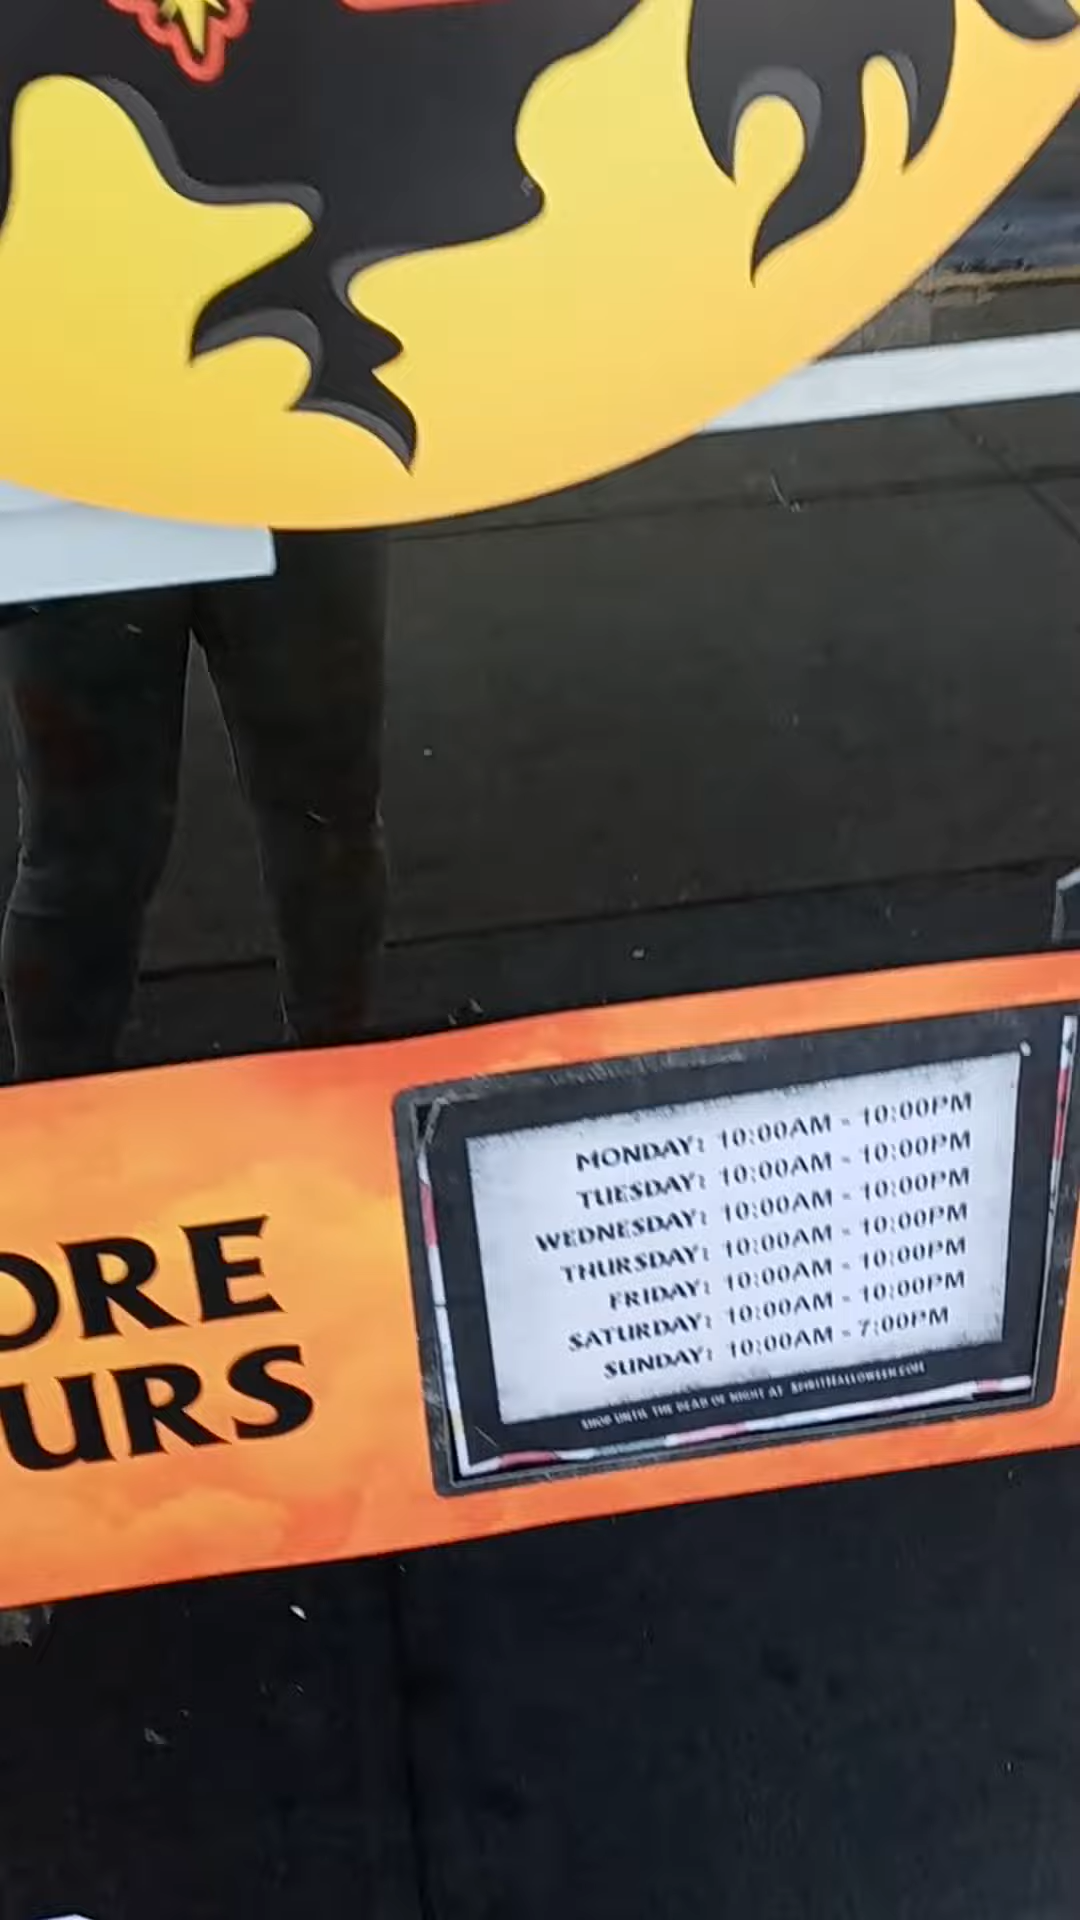 ORE
URS
MONDAY: 10:00AM - 10:00PM
TUESDAY: 10:00AM - 10:00PM
WEDNESDAY: 10:00AM - 10:00PM
THURSDAY: 10:00AM - 10:00PM
FRIDAY: 10:00AM - 10:00PM
SATURDAY: 10:00AM - 10:00PM
SUNDAY: 10:00AM - 7:00PM
SHOP UNTIL THE DEAD OF NIGHT AT SPIRITHALLOWEEN.COM